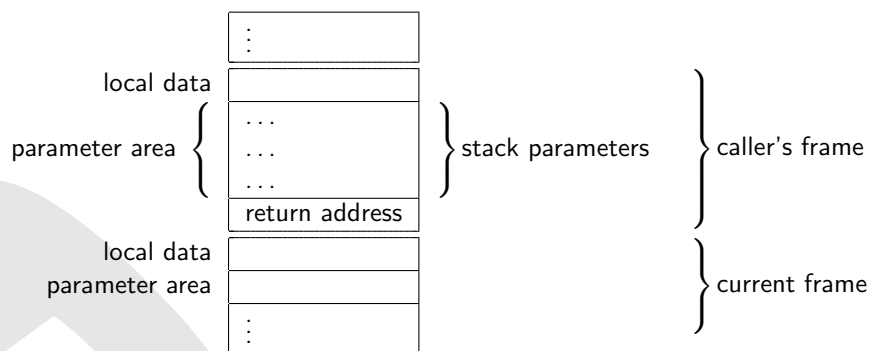 ⋮
local data
. . .
parameter area
. . .
stack parameters
caller's frame
. . .
return address
local data
parameter area
current frame
⋮